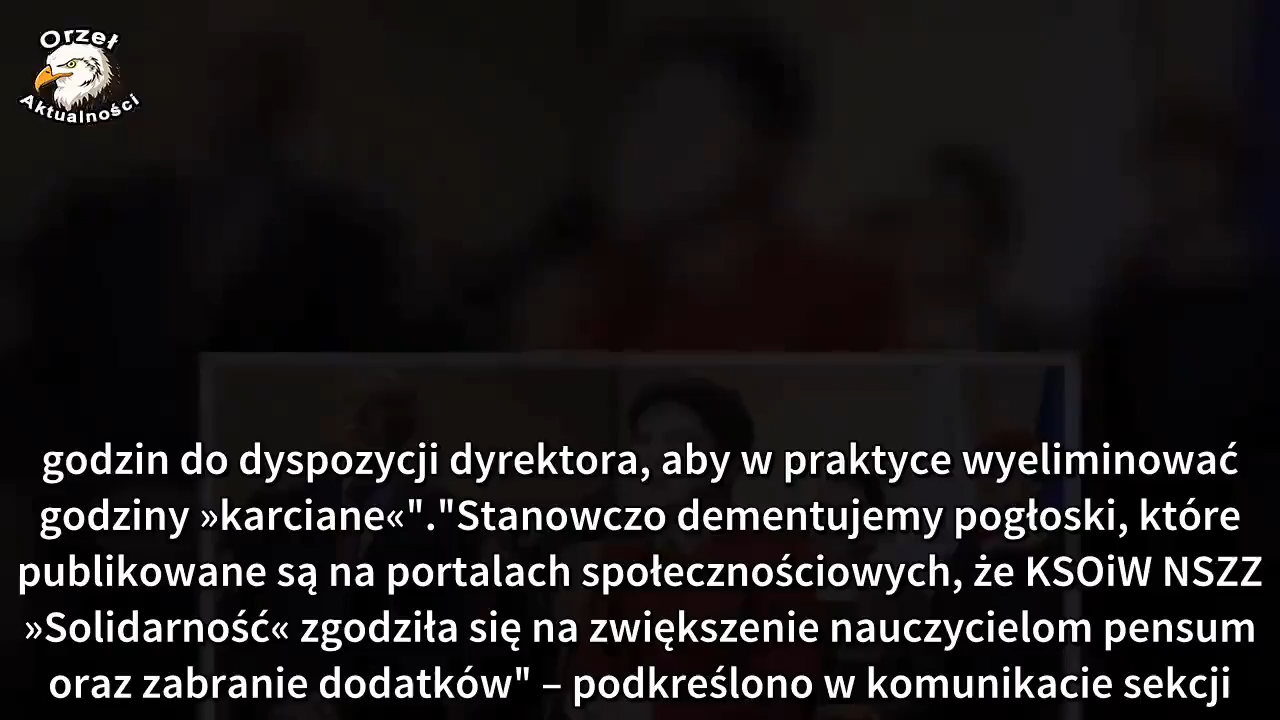 Orzeł
Aktualności
godzin do dyspozycji dyrektora, aby w praktyce wyeliminować
godziny »karciane«"."Stanowczo dementujemy pogłoski, które
publikowane są na portalach społecznościowych, że KSOiW NSZZ
»Solidarność« zgodziła się na zwiększenie nauczycielom pensum
oraz zabranie dodatków" – podkreślono w komunikacie sekcji